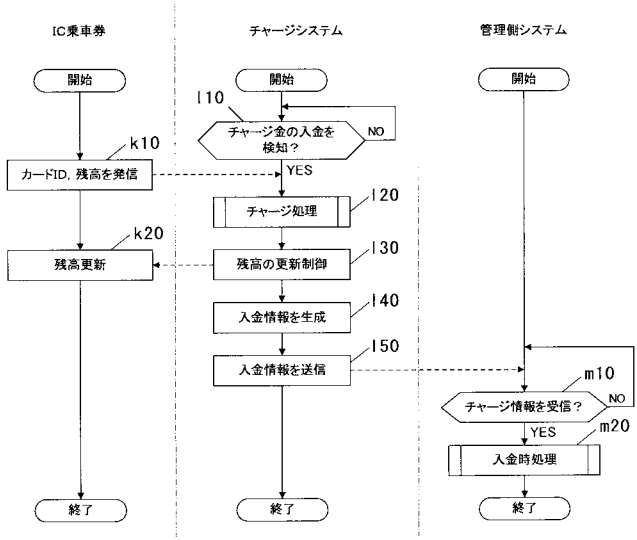 IC乗車券
チャージシステム
管理側システム
開始
開始
開始
l10
チャージ金の入金を
検知？
NO
k10
カードID，残高を発信
YES
l20
チャージ処理
k20
残高更新
l30
残高の更新制御
l40
入金情報を生成
l50
入金情報を送信
m10
チャージ情報を受信？
NO
YES
m20
入金時処理
終了
終了
終了